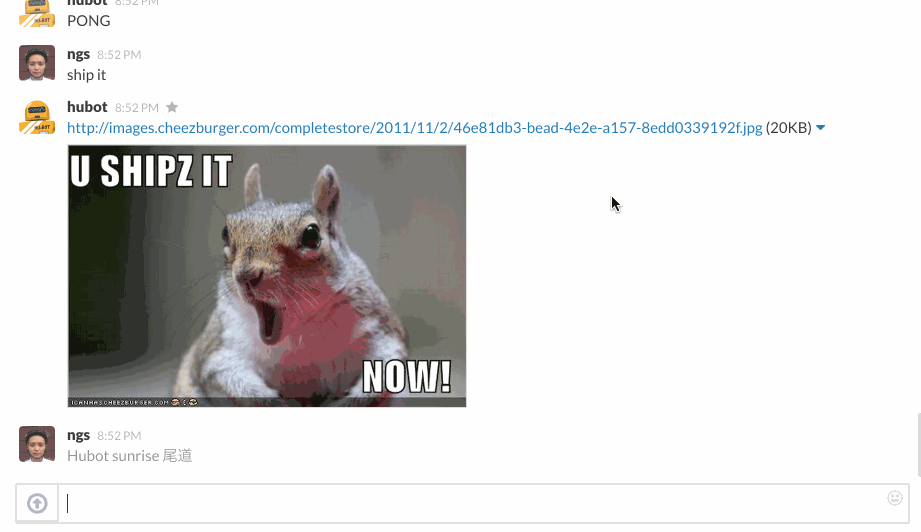 hubot 8:52 PM
PONG
ngs 8:52 PM
ship it
hubot 8:52 PM
http://images.cheezburger.com/completestore/2011/11/2/46e81db3-bead-4e2e-a157-8edd0339192f.jpg (20KB)
U SHIPZ IT
NOW!
ICANHASCHEEZBURGER.COM
ngs 8:52 PM
Hubot sunrise 尾道